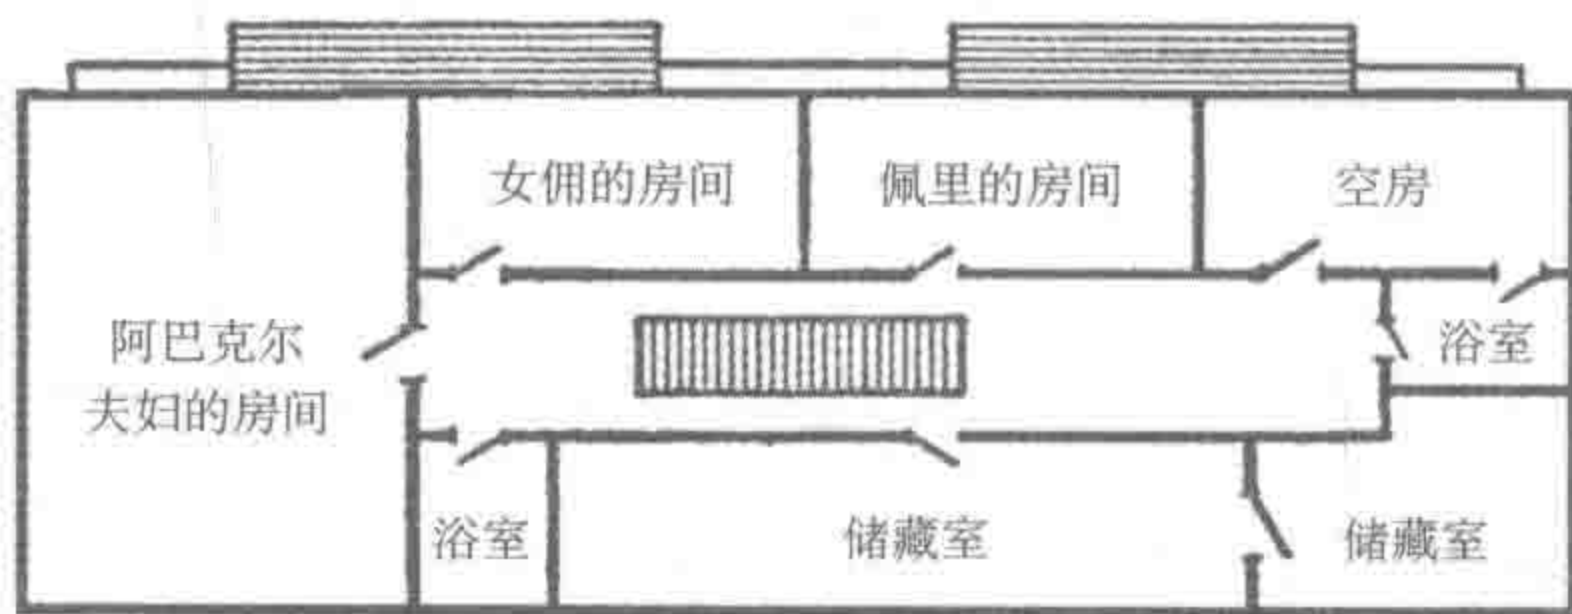 女佣的房间
佩里的房间
空房
阿巴克尔
夫妇的房间
浴室
浴室
储藏室
储藏室